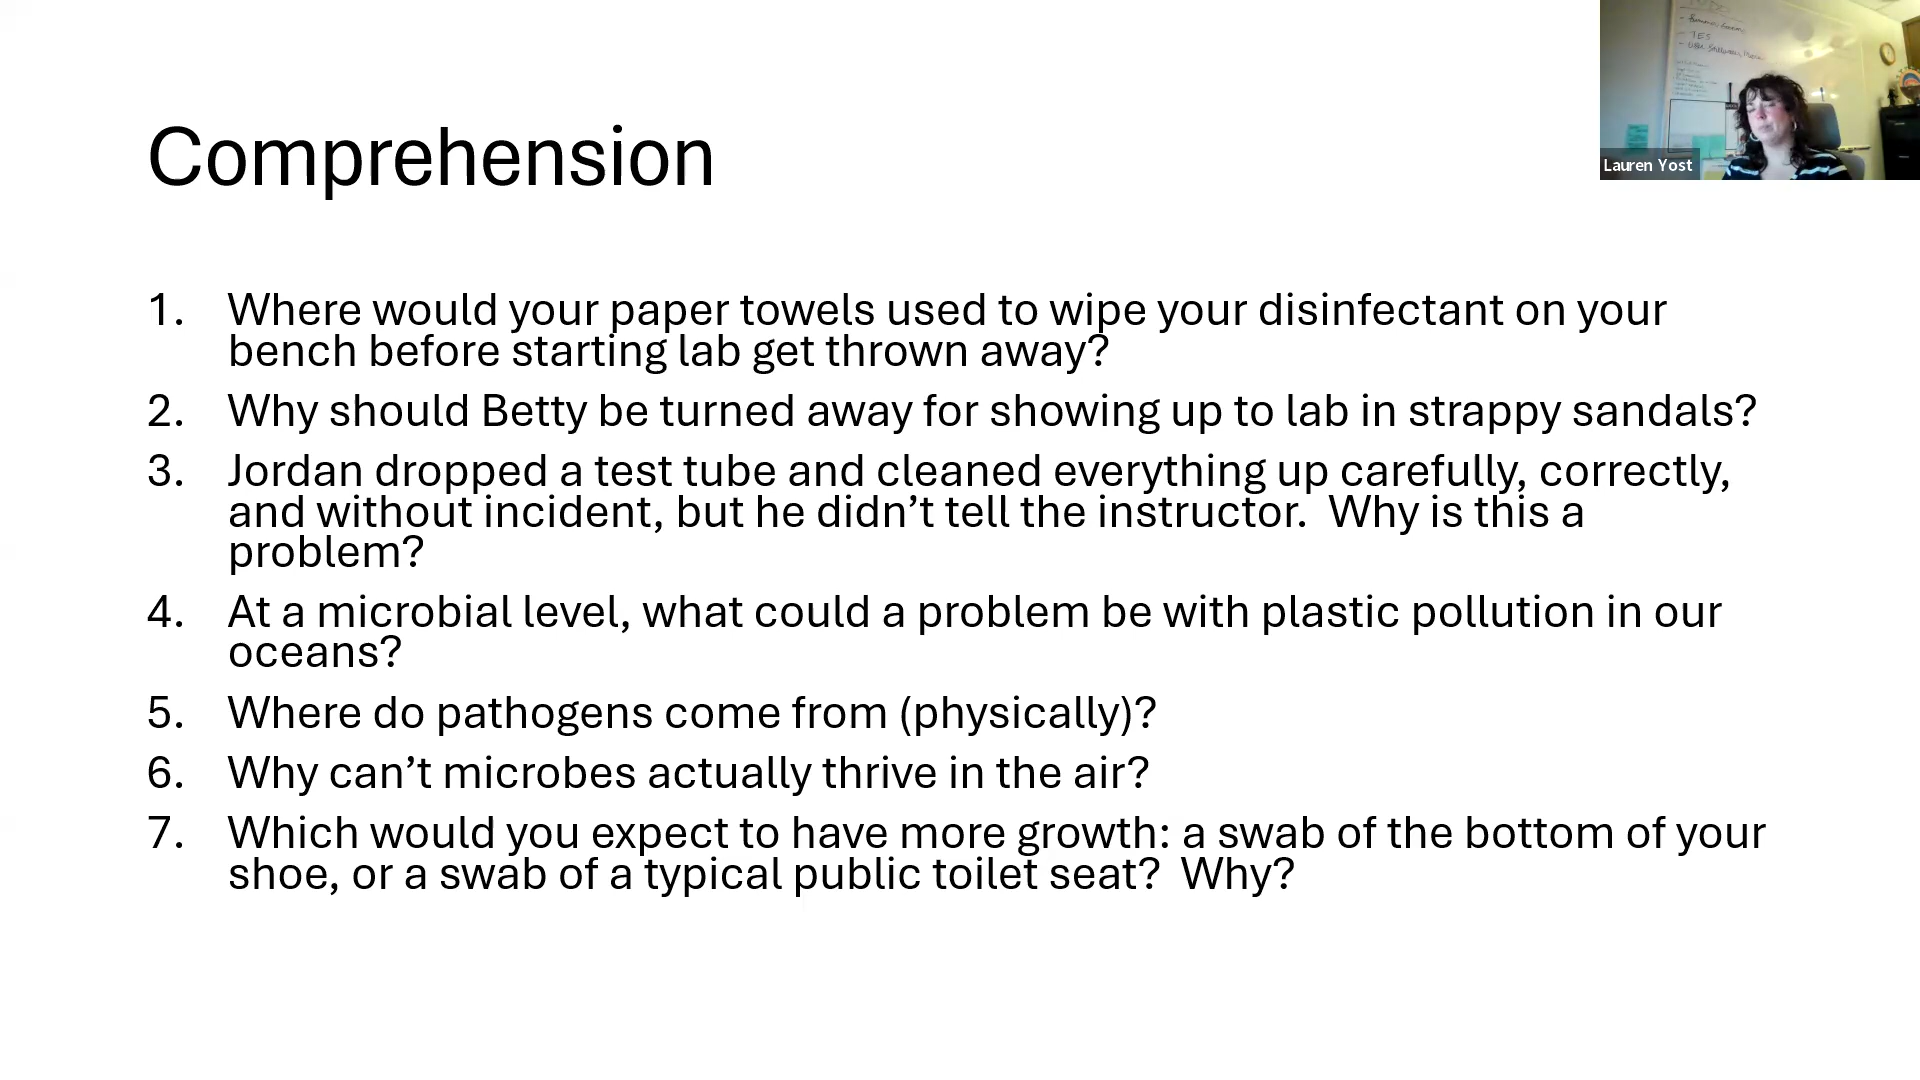 Comprehension
1. Where would your paper towels used to wipe your disinfectant on your
bench before starting lab get thrown away?
2. Why should Betty be turned away for showing up to lab in strappy sandals?
3. Jordan dropped a test tube and cleaned everything up carefully, correctly,
and without incident, but he didn’t tell the instructor.  Why is this a
problem?
4. At a microbial level, what could a problem be with plastic pollution in our
oceans?
5. Where do pathogens come from (physically)?
6. Why can’t microbes actually thrive in the air?
7. Which would you expect to have more growth: a swab of the bottom of your
shoe, or a swab of a typical public toilet seat?  Why?
- TES
Lauren Yost